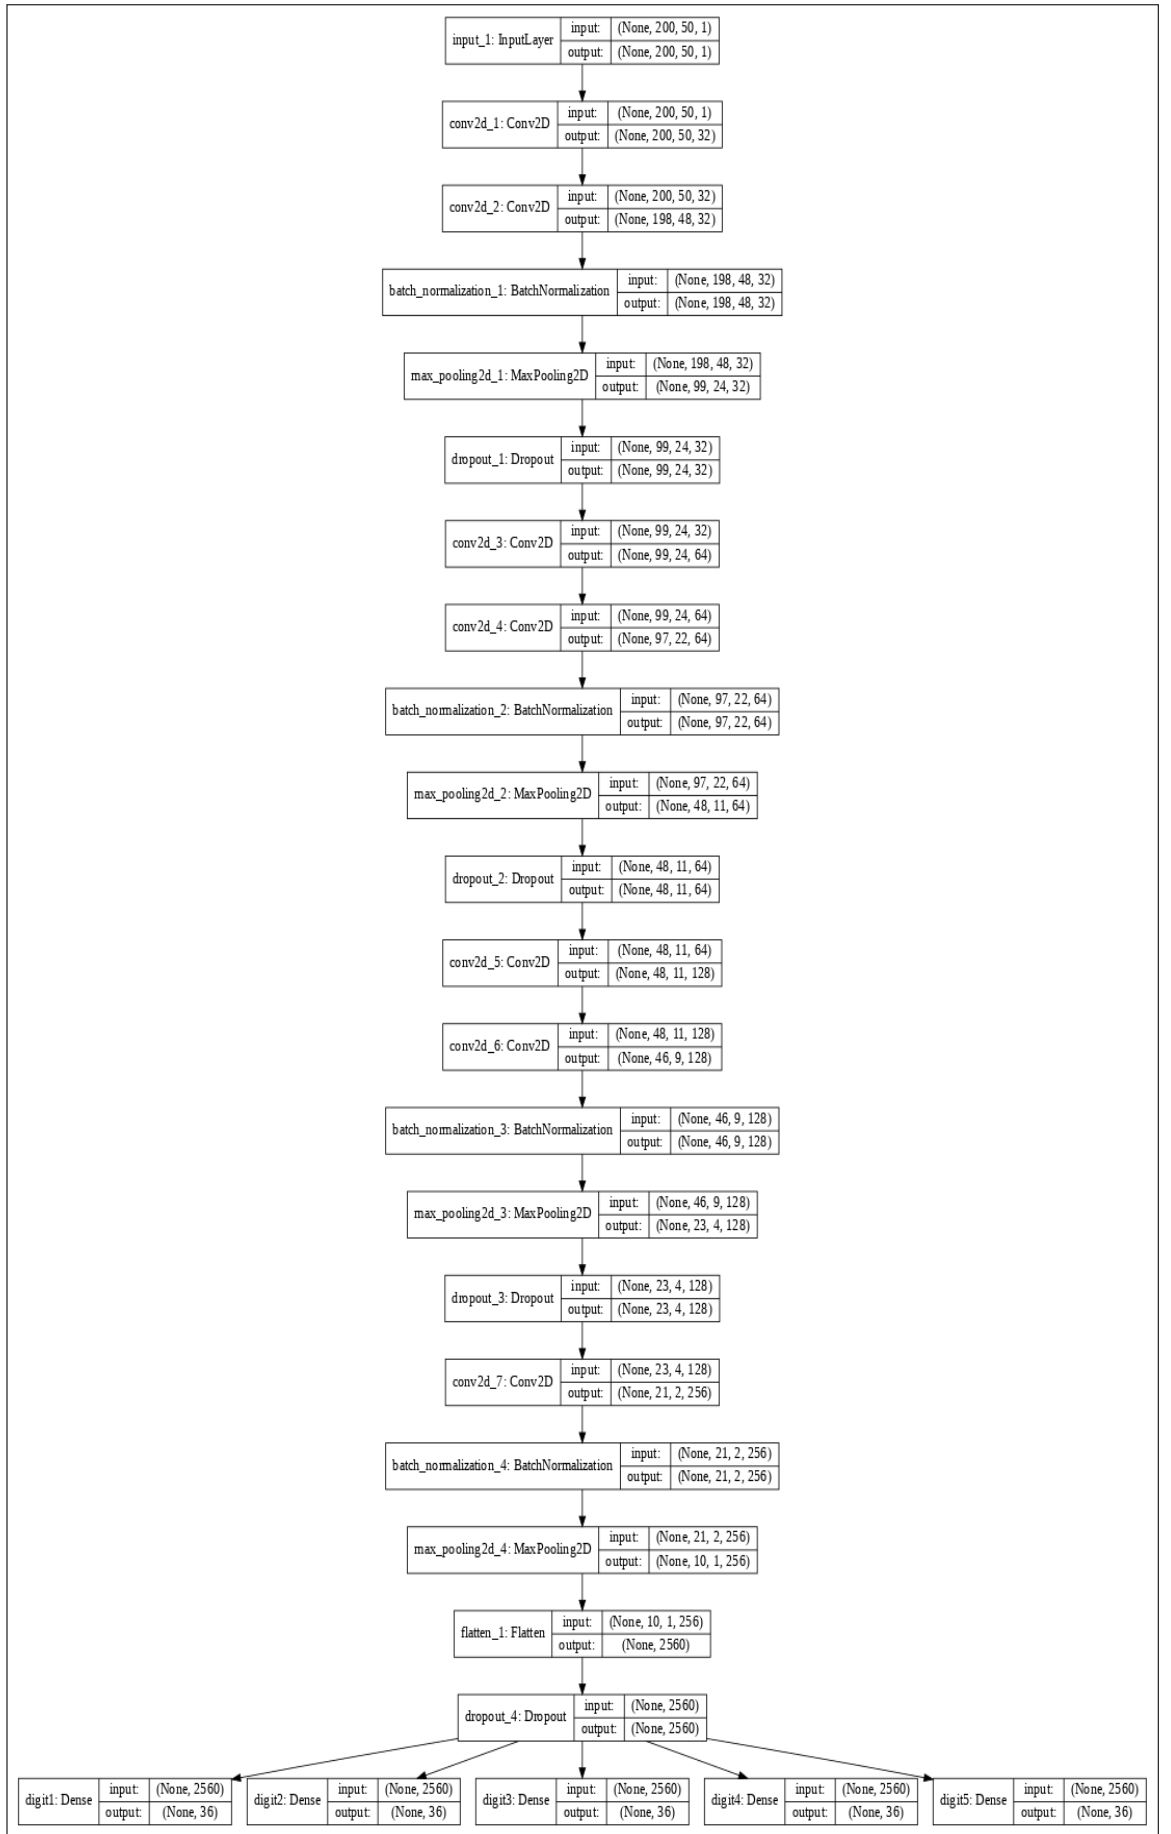 input_1: InputLayer
input: (None, 200, 50, 1)
output: (None, 200, 50, 1)
conv2d_1: Conv2D
input: (None, 200, 50, 1)
output: (None, 200, 50, 32)
conv2d_2: Conv2D
input: (None, 200, 50, 32)
output: (None, 198, 48, 32)
batch_normalization_1: BatchNormalization
input: (None, 198, 48, 32)
output: (None, 198, 48, 32)
max_pooling2d_1: MaxPooling2D
input: (None, 198, 48, 32)
output: (None, 99, 24, 32)
dropout_1: Dropout
input: (None, 99, 24, 32)
output: (None, 99, 24, 32)
conv2d_3: Conv2D
input: (None, 99, 24, 32)
output: (None, 99, 24, 64)
conv2d_4: Conv2D
input: (None, 99, 24, 64)
output: (None, 97, 22, 64)
batch_normalization_2: BatchNormalization
input: (None, 97, 22, 64)
output: (None, 97, 22, 64)
max_pooling2d_2: MaxPooling2D
input: (None, 97, 22, 64)
output: (None, 48, 11, 64)
dropout_2: Dropout
input: (None, 48, 11, 64)
output: (None, 48, 11, 64)
conv2d_5: Conv2D
input: (None, 48, 11, 64)
output: (None, 48, 11, 128)
conv2d_6: Conv2D
input: (None, 48, 11, 128)
output: (None, 46, 9, 128)
batch_normalization_3: BatchNormalization
input: (None, 46, 9, 128)
output: (None, 46, 9, 128)
max_pooling2d_3: MaxPooling2D
input: (None, 46, 9, 128)
output: (None, 23, 4, 128)
dropout_3: Dropout
input: (None, 23, 4, 128)
output: (None, 23, 4, 128)
conv2d_7: Conv2D
input: (None, 23, 4, 128)
output: (None, 21, 2, 256)
batch_normalization_4: BatchNormalization
input: (None, 21, 2, 256)
output: (None, 21, 2, 256)
max_pooling2d_4: MaxPooling2D
input: (None, 21, 2, 256)
output: (None, 10, 1, 256)
flatten_1: Flatten
input: (None, 10, 1, 256)
output: (None, 2560)
dropout_4: Dropout
input: (None, 2560)
output: (None, 2560)
digit1: Dense
input: (None, 2560)
output: (None, 36)
digit2: Dense
input: (None, 2560)
output: (None, 36)
digit3: Dense
input: (None, 2560)
output: (None, 36)
digit4: Dense
input: (None, 2560)
output: (None, 36)
digit5: Dense
input: (None, 2560)
output: (None, 36)